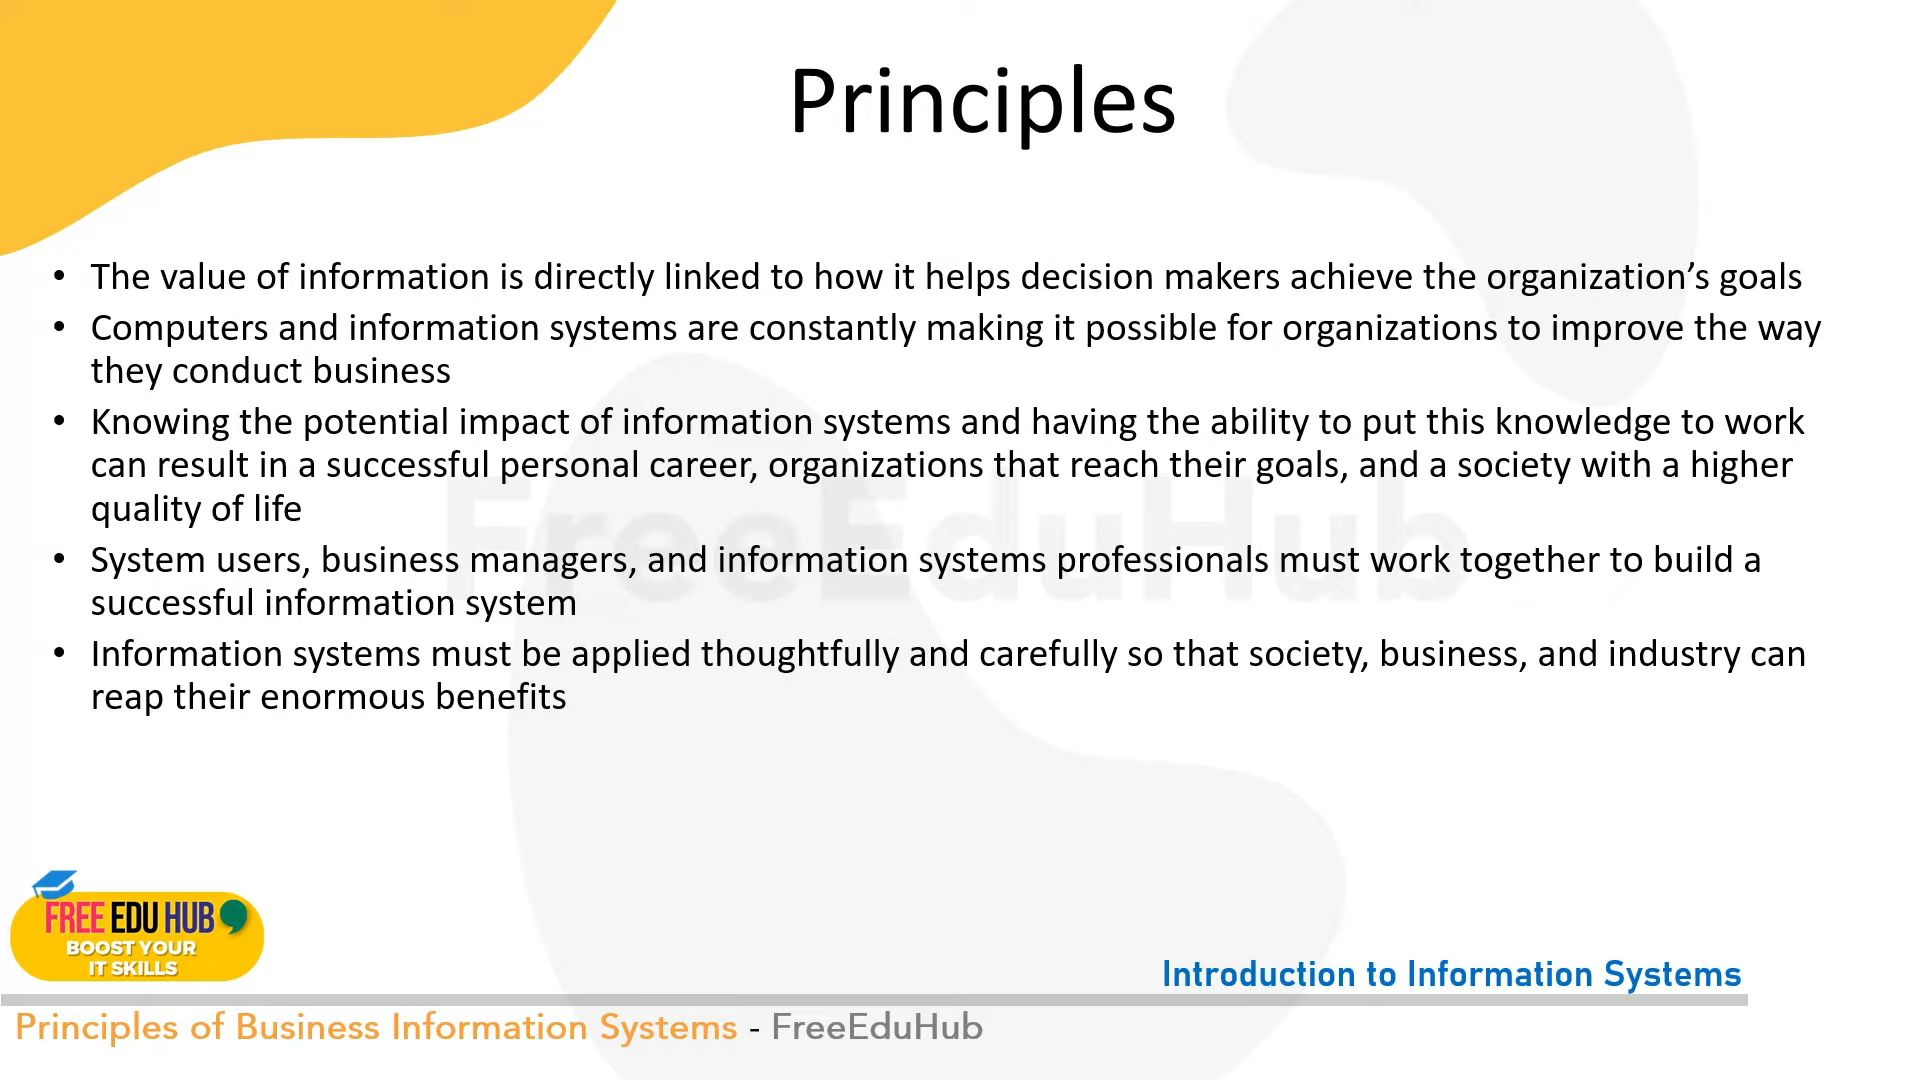 Principles
• The value of information is directly linked to how it helps decision makers achieve the organization’s goals
• Computers and information systems are constantly making it possible for organizations to improve the way
they conduct business
• Knowing the potential impact of information systems and having the ability to put this knowledge to work
can result in a successful personal career, organizations that reach their goals, and a society with a higher
quality of life
• System users, business managers, and information systems professionals must work together to build a
successful information system
• Information systems must be applied thoughtfully and carefully so that society, business, and industry can
reap their enormous benefits
FreeEduHub
FREE EDU HUB
BOOST YOUR
IT SKILLS
Introduction to Information Systems
Principles of Business Information Systems - FreeEduHub